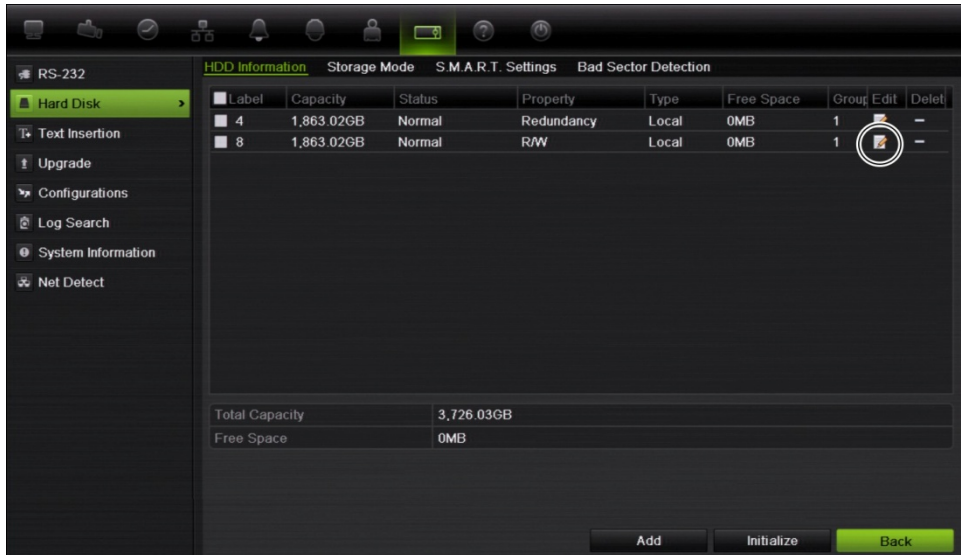 RS-232
Hard Disk
Text Insertion
Upgrade
Configurations
Log Search
System Information
Net Detect
HDD Information Storage Mode S.M.A.R.T. Settings Bad Sector Detection
Label Capacity Status Property Type Free Space Group Edit Delet
4 1,863.02GB Normal Redundancy Local 0MB 1 –
8 1,863.02GB Normal R/W Local 0MB 1 –
Total Capacity 3,726.03GB
Free Space 0MB
Add Initialize Back